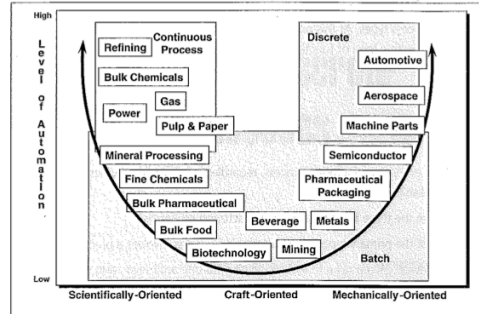 High
Level of Automation
Low
Continuous
Process
Discrete
Refining
Automotive
Bulk Chemicals
Gas
Aerospace
Power
Pulp & Paper
Machine Parts
Mineral Processing
Semiconductor
Fine Chemicals
Pharmaceutical
Packaging
Bulk Pharmaceutical
Beverage
Metals
Bulk Food
Biotechnology
Mining
Batch
Scientifically-Oriented
Craft-Oriented
Mechanically-Oriented